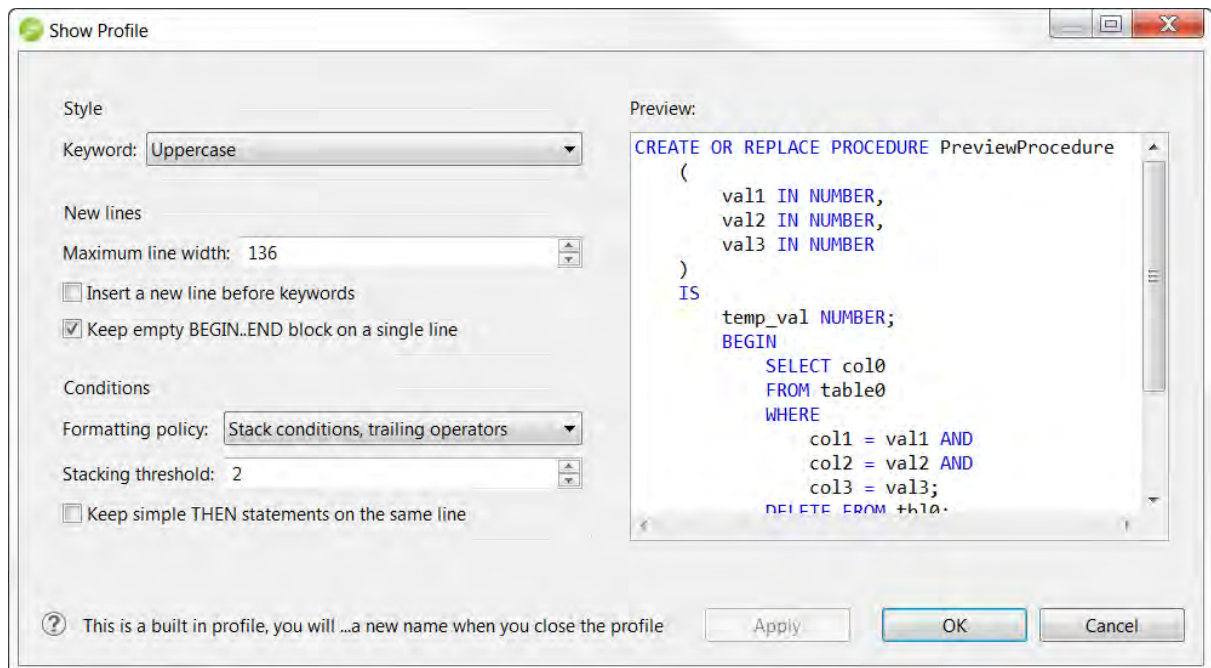 Show Profile
Style
Keyword: Uppercase
New lines
Maximum line width: 136
Insert a new line before keywords
Keep empty BEGIN..END block on a single line
Conditions
Formatting policy: Stack conditions, trailing operators
Stacking threshold: 2
Keep simple THEN statements on the same line
Preview:
CREATE OR REPLACE PROCEDURE PreviewProcedure
(
val1 IN NUMBER,
val2 IN NUMBER,
val3 IN NUMBER
)
IS
temp_val NUMBER;
BEGIN
SELECT col0
FROM table0
WHERE
col1 = val1 AND
col2 = val2 AND
col3 = val3;
DELETE FROM tbl0;
? This is a built in profile, you will ...a new name when you close the profile
Apply
OK
Cancel